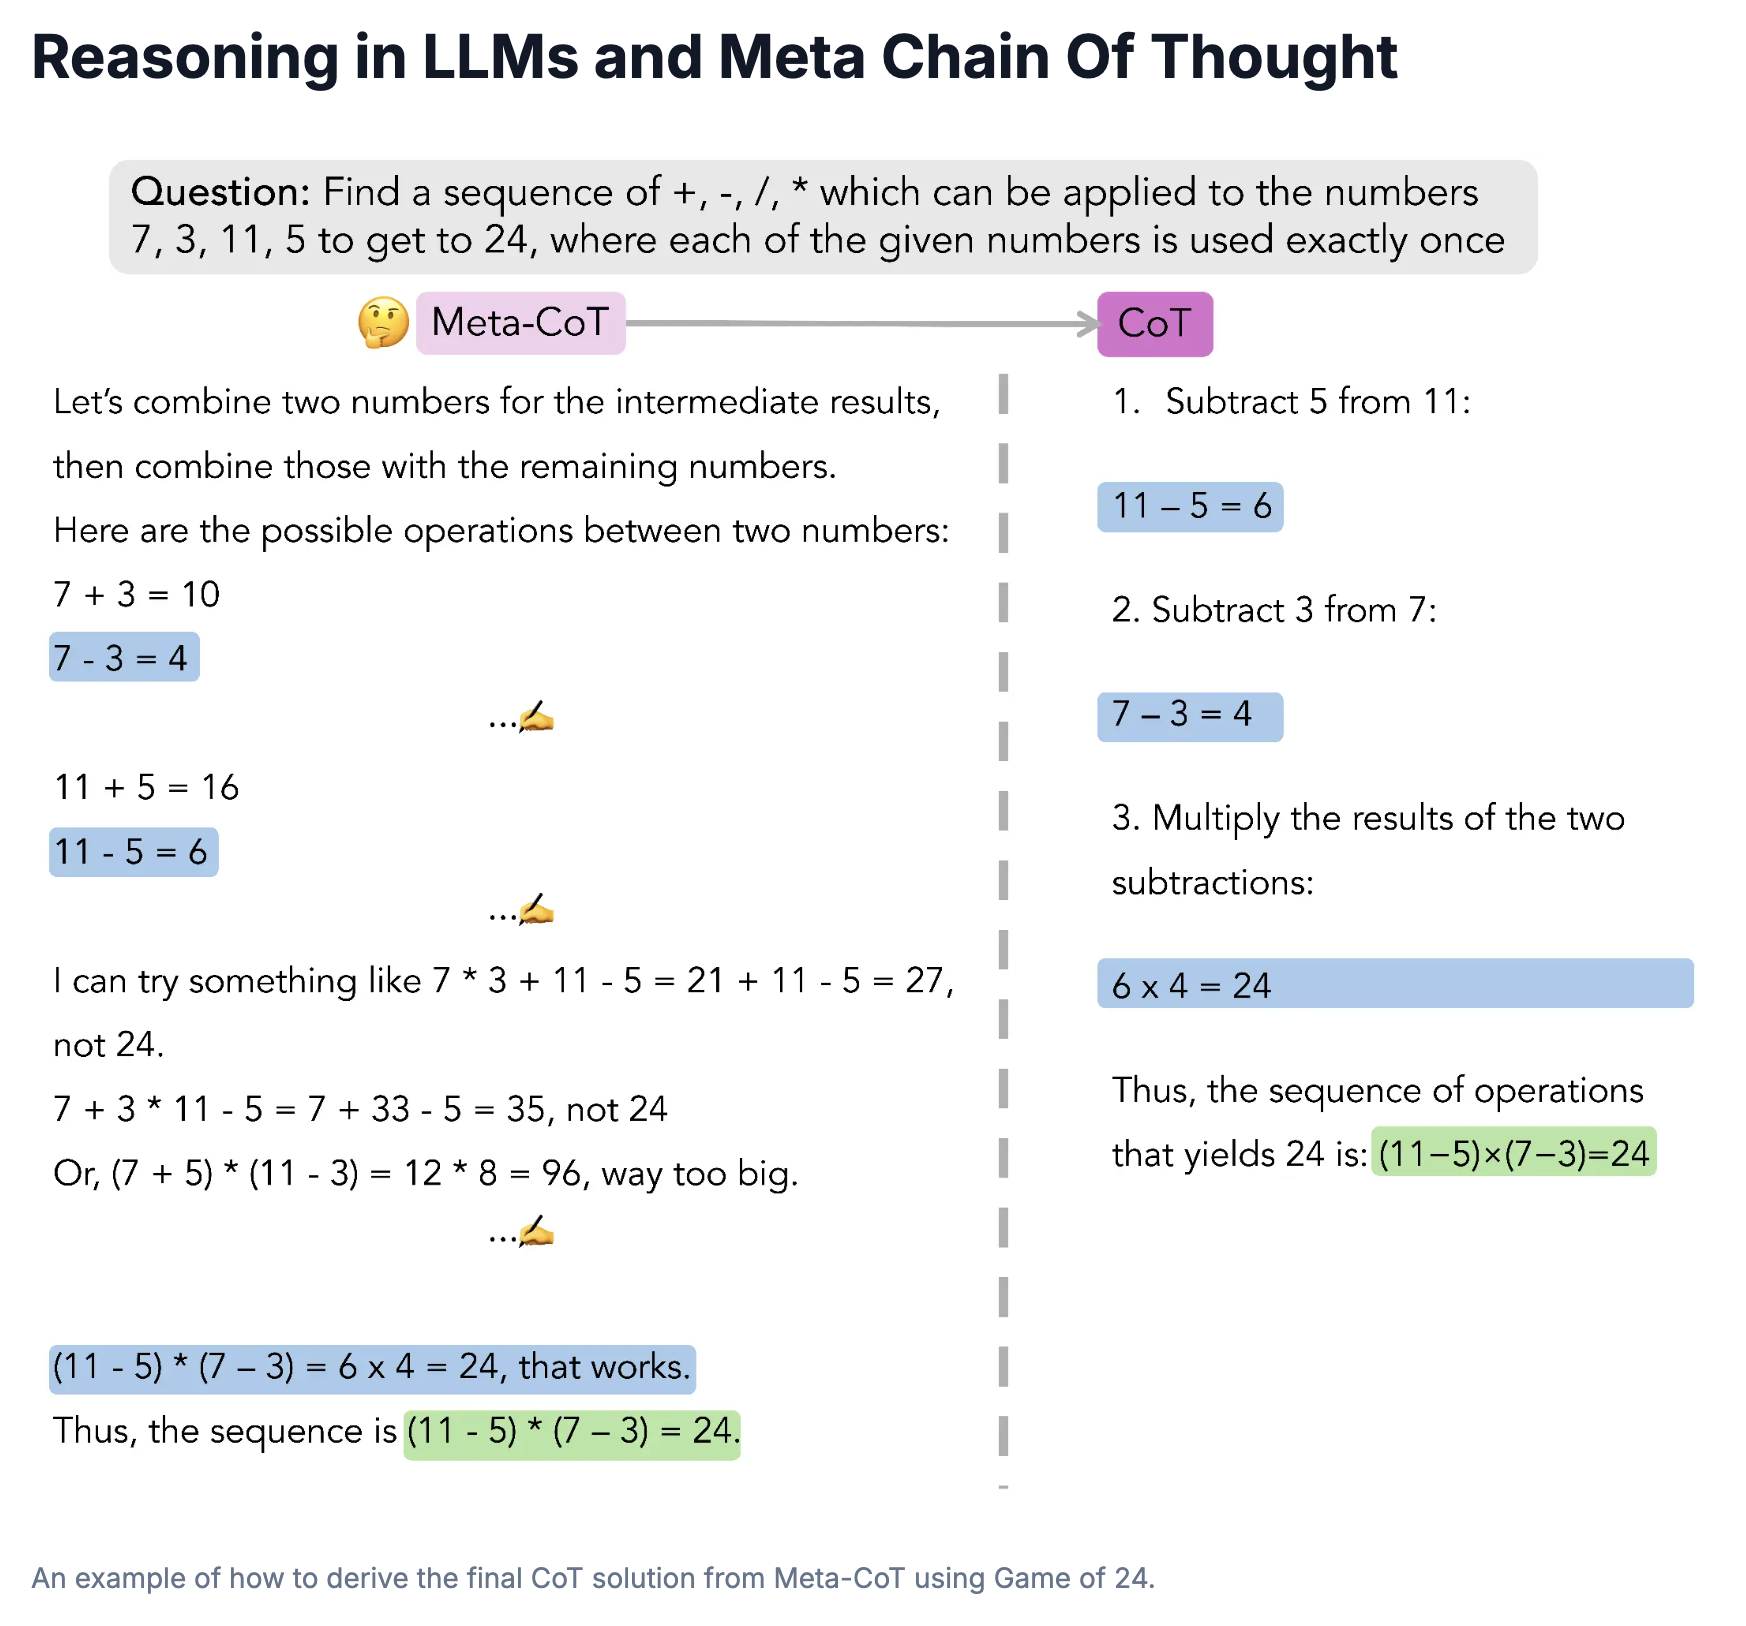 Reasoning in LLMs and Meta Chain Of Thought
Question: Find a sequence of +, -, /, * which can be applied to the numbers
7, 3, 11, 5 to get to 24, where each of the given numbers is used exactly once
Meta-CoT
Let’s combine two numbers for the intermediate results,
then combine those with the remaining numbers.
Here are the possible operations between two numbers:
7 + 3 = 10
7 - 3 = 4
...
11 + 5 = 16
11 - 5 = 6
...
I can try something like 7 * 3 + 11 - 5 = 21 + 11 - 5 = 27,
not 24.
7 + 3 * 11 - 5 = 7 + 33 - 5 = 35, not 24
Or, (7 + 5) * (11 - 3) = 12 * 8 = 96, way too big.
...
(11 - 5) * (7 – 3) = 6 x 4 = 24, that works.
Thus, the sequence is (11 - 5) * (7 – 3) = 24.
CoT
1. Subtract 5 from 11:
11 – 5 = 6
2. Subtract 3 from 7:
7 – 3 = 4
3. Multiply the results of the two
subtractions:
6 x 4 = 24
Thus, the sequence of operations
that yields 24 is: (11−5)×(7−3)=24
An example of how to derive the final CoT solution from Meta-CoT using Game of 24.